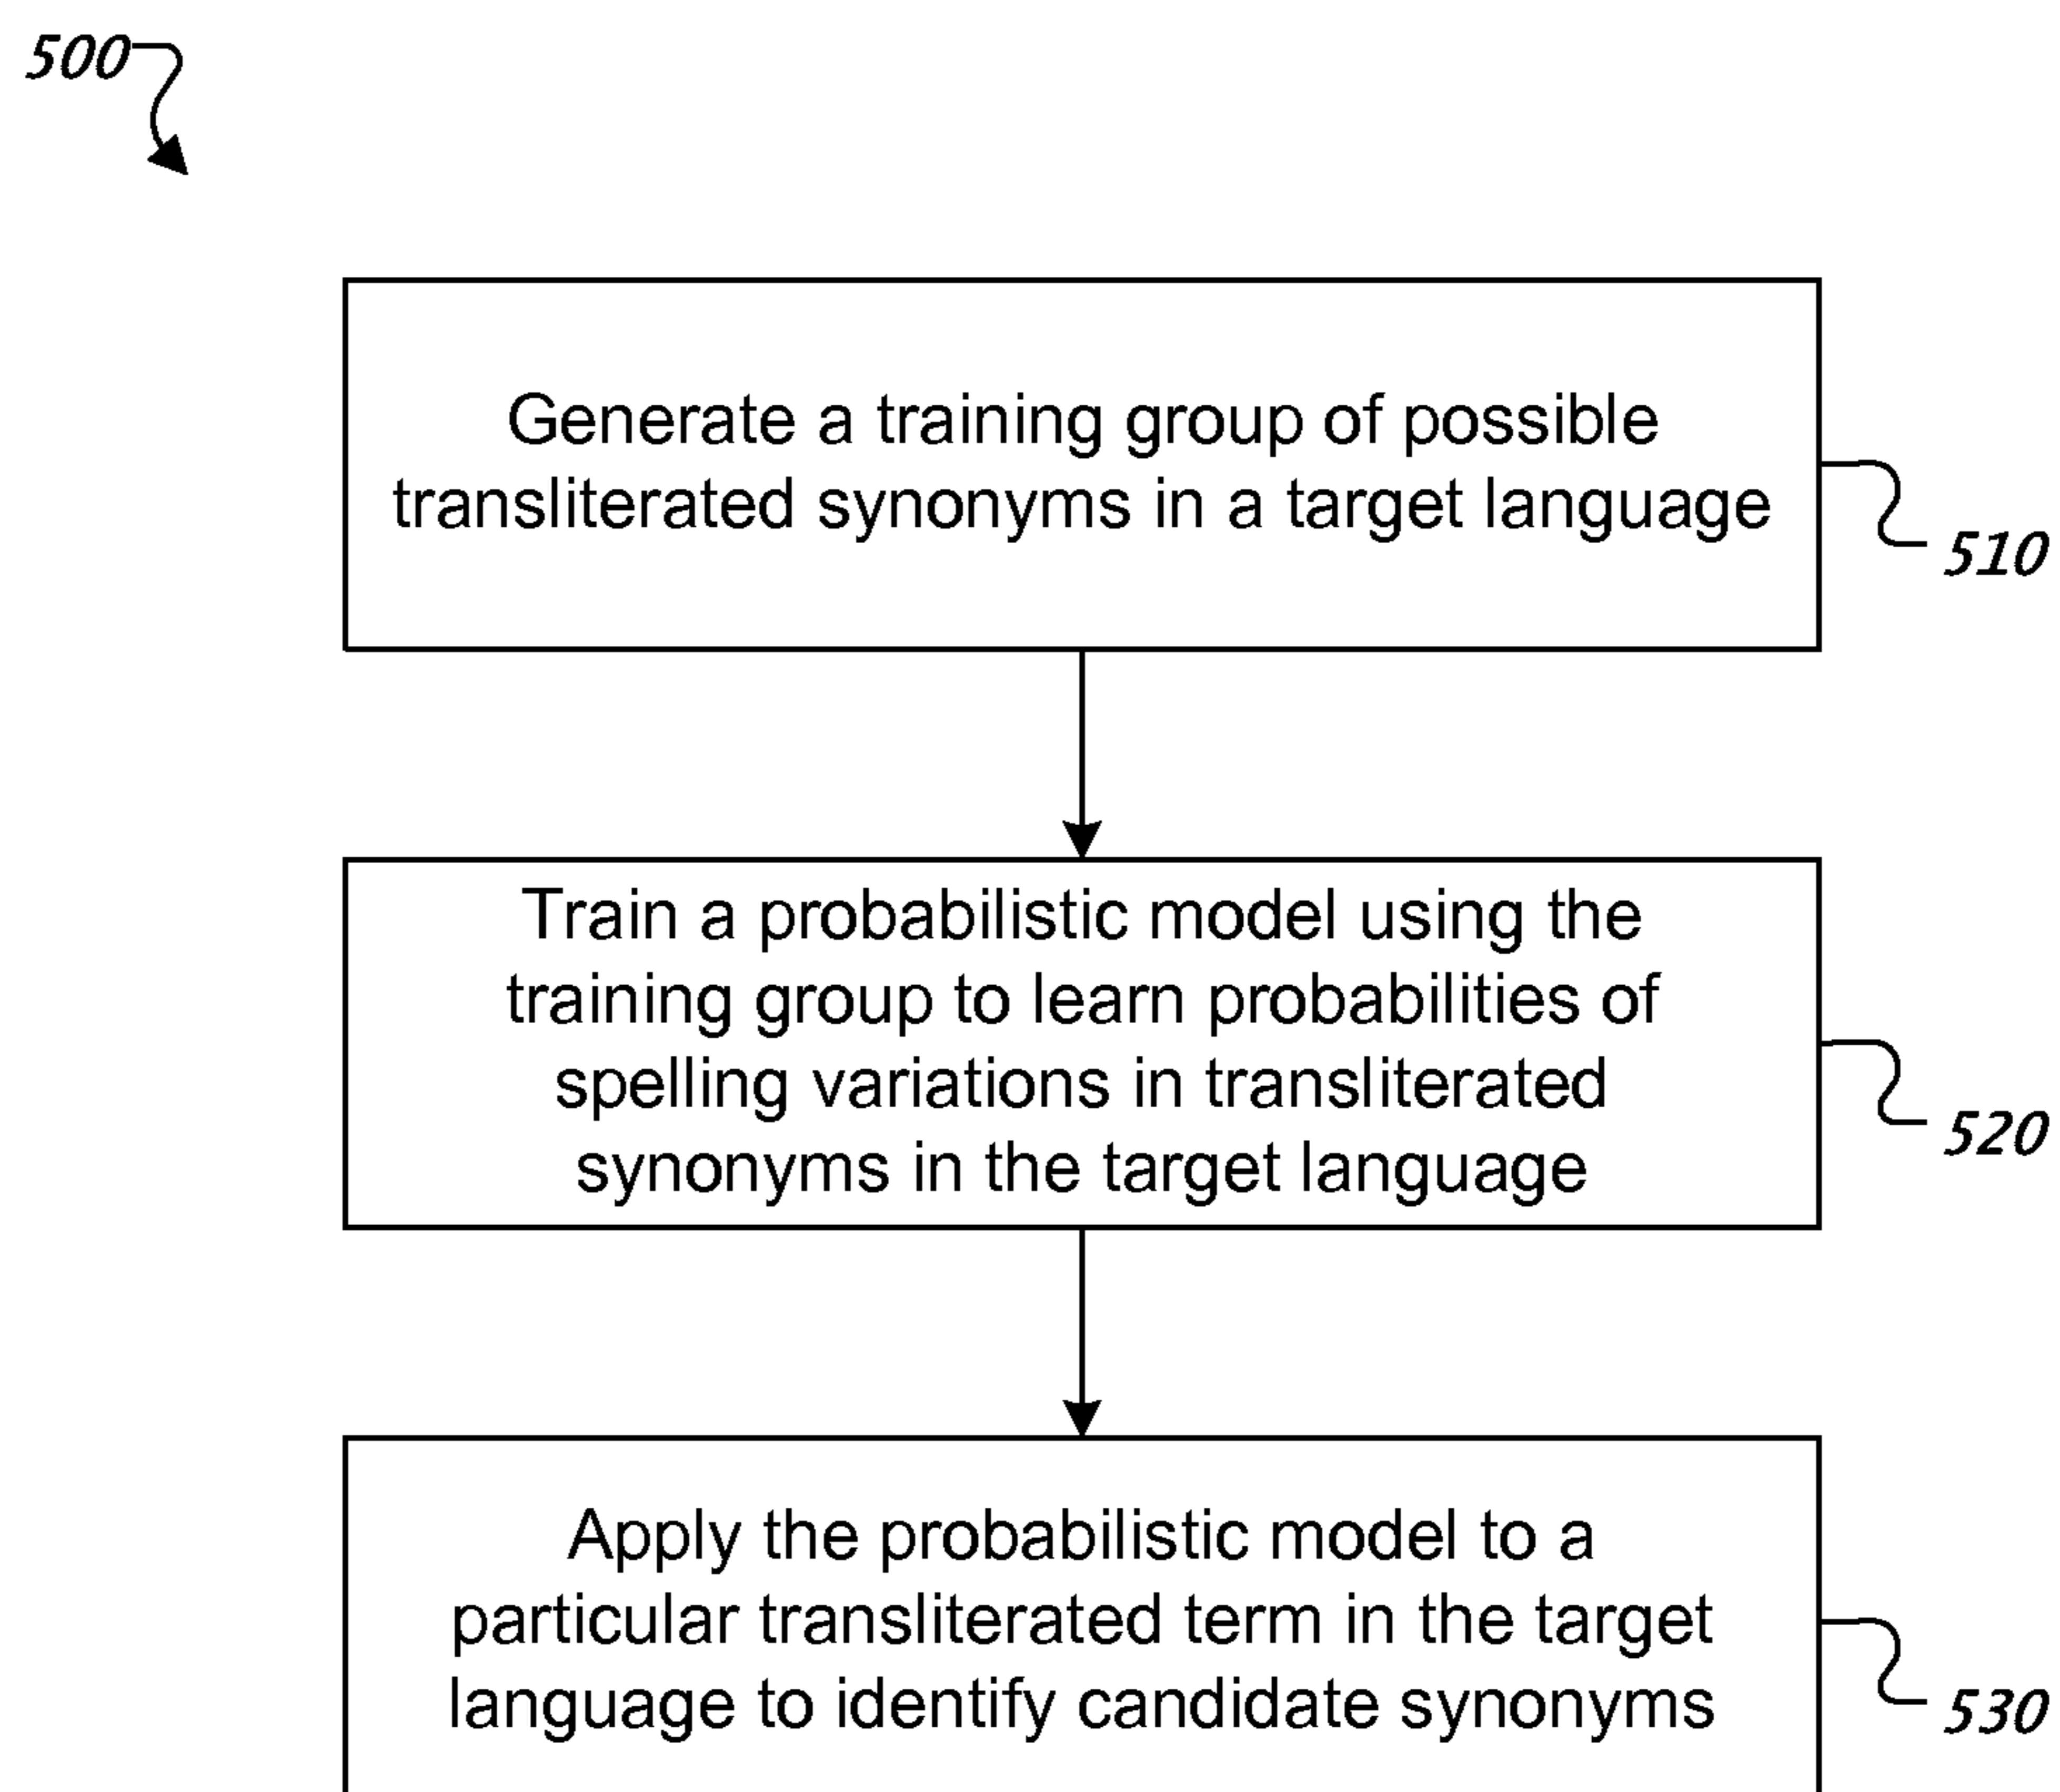 500
Generate a training group of possible
transliterated synonyms in a target language
510
Train a probabilistic model using the
training group to learn probabilities of
spelling variations in transliterated
synonyms in the target language
520
Apply the probabilistic model to a
particular transliterated term in the target
language to identify candidate synonyms
530